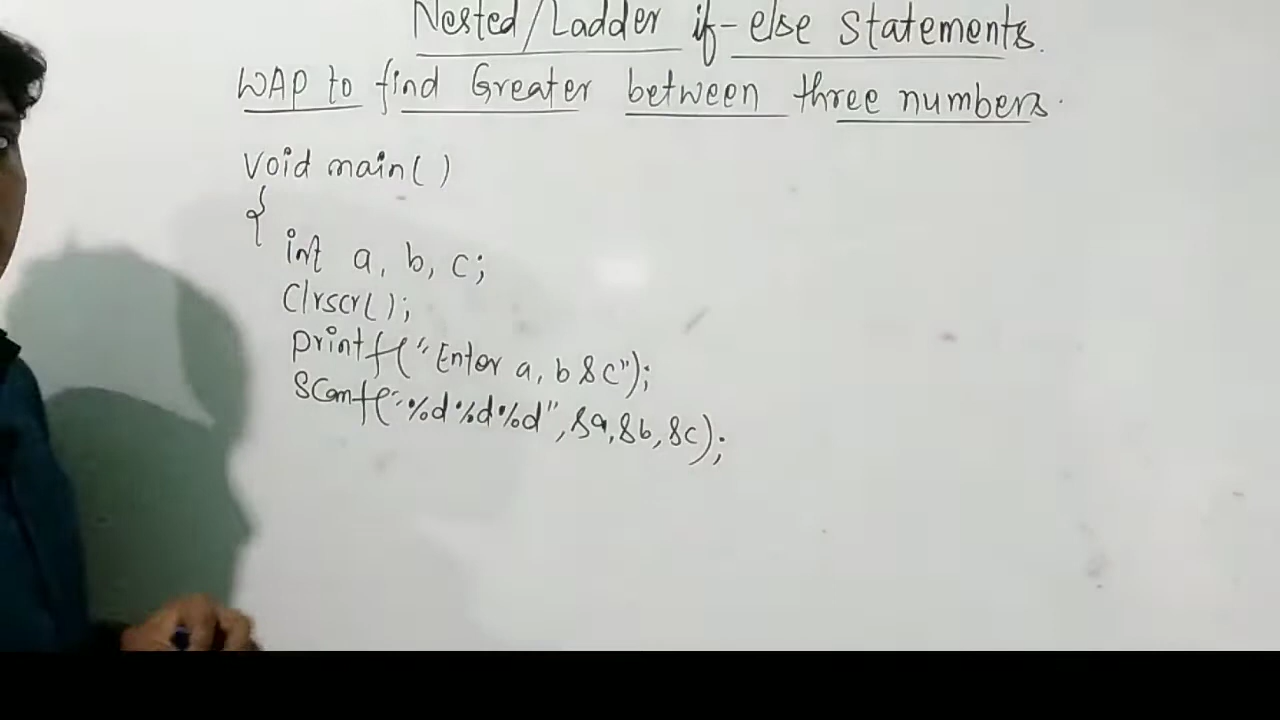 Nested/Ladder if-else Statements.
WAP to find Greater between three numbers.
Void main()
{
int a, b, c;
Clrscr();
printf("Enter a, b & c");
Scanf("%d%d%d", &a, &b, &c);